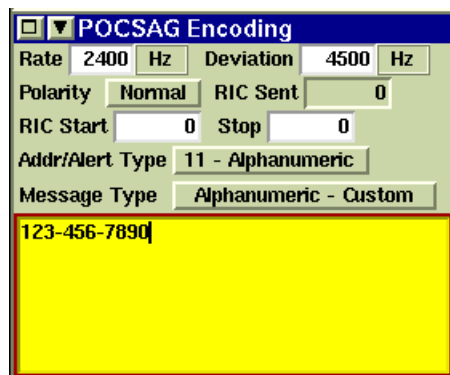 POCSAG Encoding
Rate 2400 Hz Deviation 4500 Hz
Polarity Normal RIC Sent 0
RIC Start 0 Stop 0
Addr/Alert Type 11 - Alphanumeric
Message Type Alphanumeric - Custom
123-456-7890